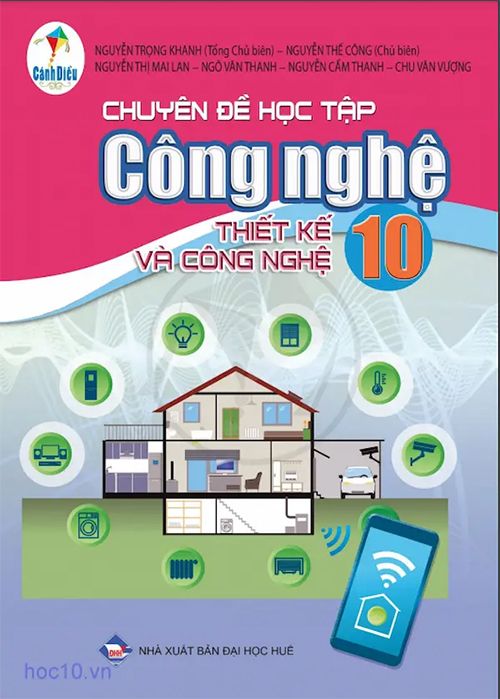 Cánh Diều
NGUYỄN TRỌNG KHANH (Tổng Chủ biên) – NGUYỄN THẾ CÔNG (Chủ biên)
NGUYỄN THỊ MAI LAN – NGÔ VĂN THANH – NGUYỄN CẨM THANH – CHU VĂN VƯỢNG
CHUYÊN ĐỀ HỌC TẬP
Công nghệ
THIẾT KẾ
VÀ CÔNG NGHỆ
10
ĐHH
NHÀ XUẤT BẢN ĐẠI HỌC HUẾ
hoc10.vn